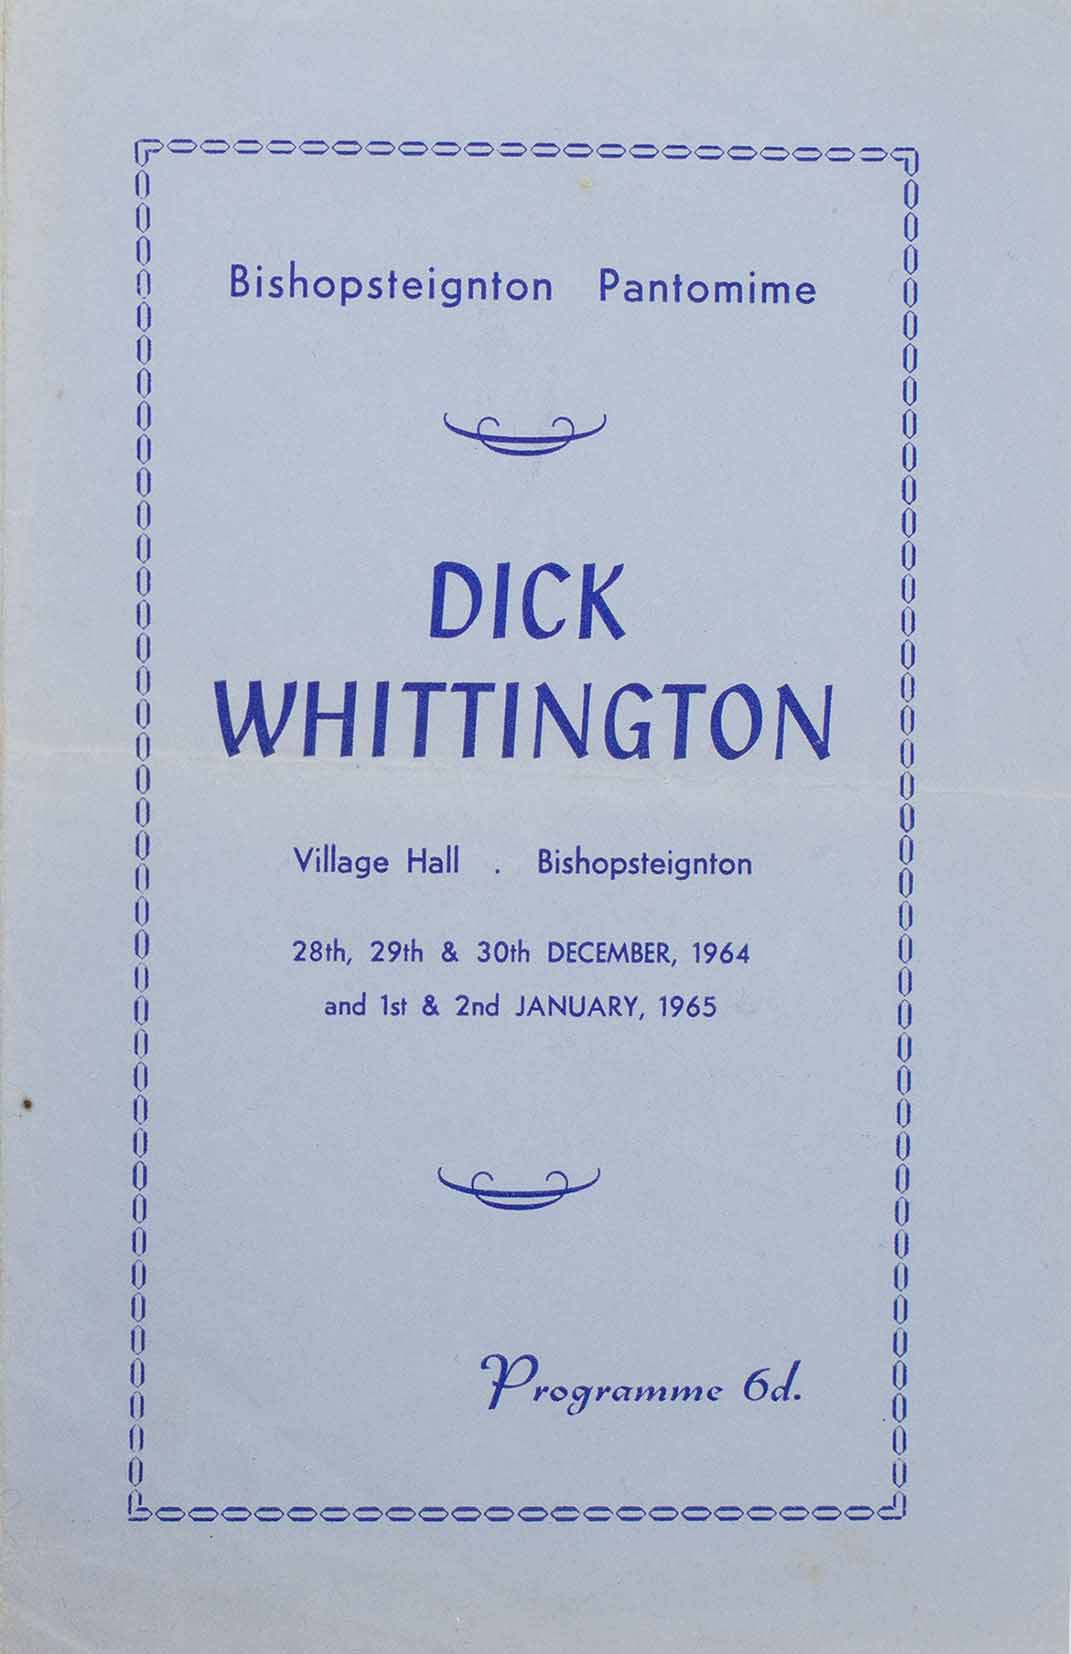 Bishopsteignton Pantomime
DICK
WHITTINGTON
Village Hall . Bishopsteignton
28th, 29th & 30th DECEMBER, 1964
and 1st & 2nd JANUARY, 1965
Programme 6d.